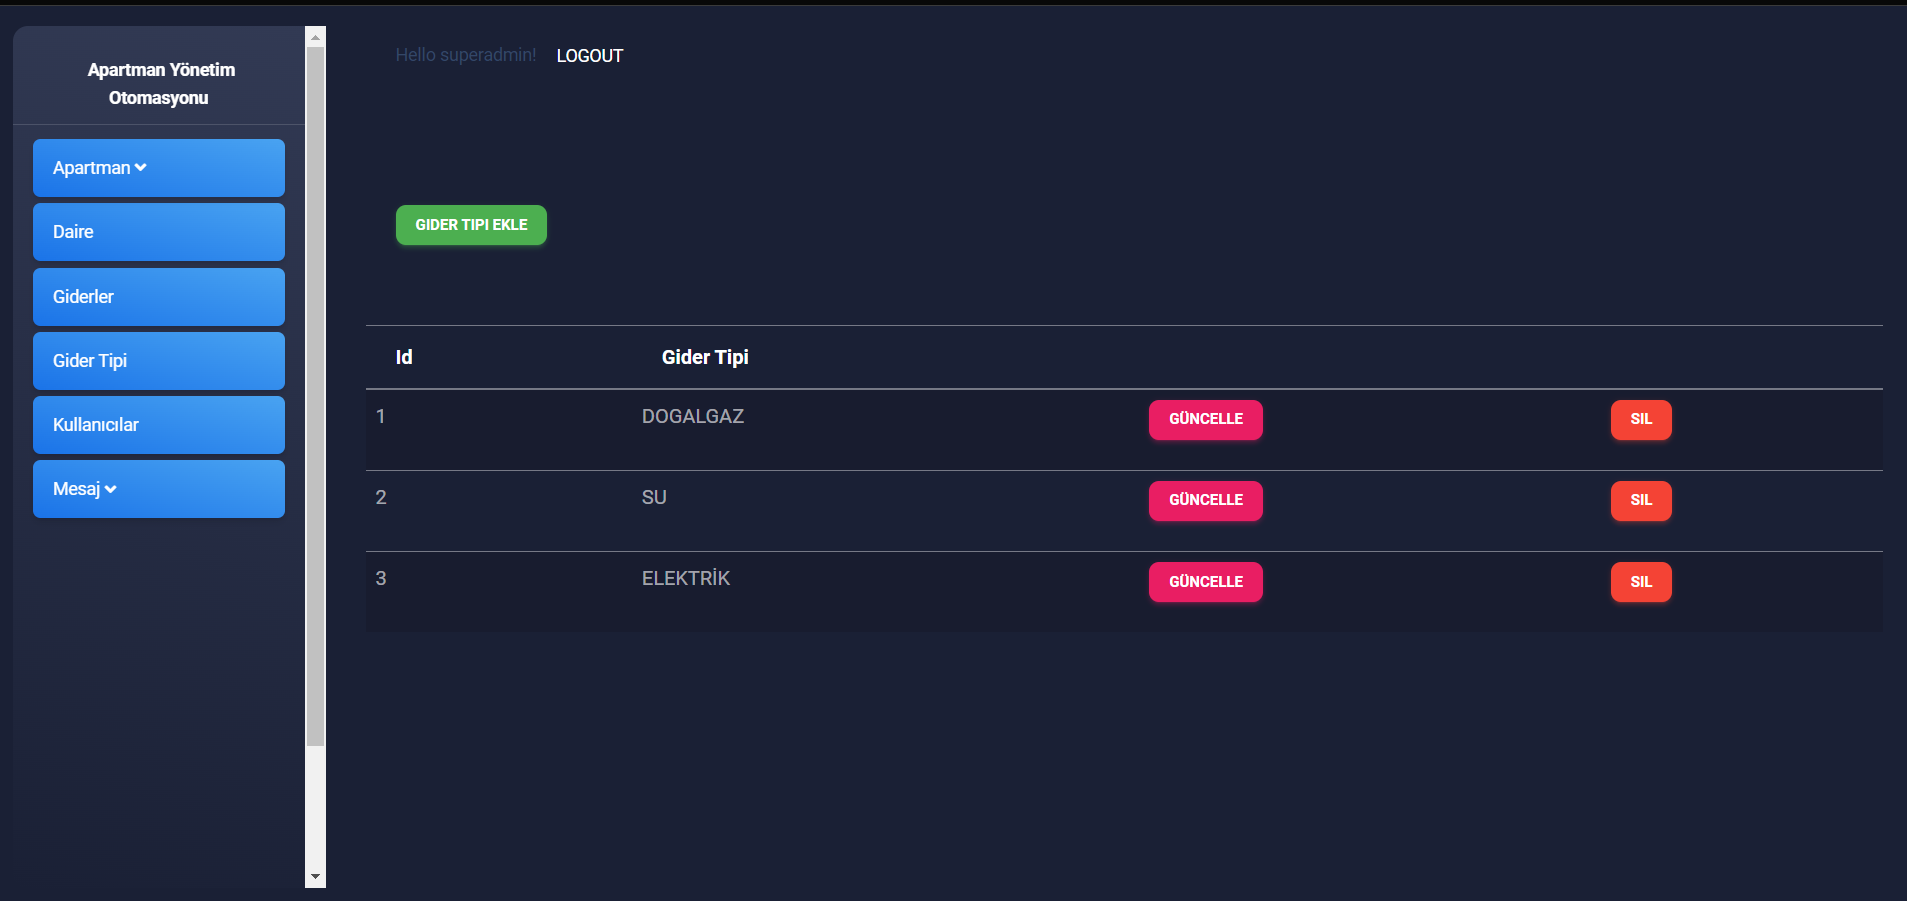 Apartman Yönetim
Otomasyonu
Apartman
Daire
Giderler
Gider Tipi
Kullanıcılar
Mesaj
Hello superadmin! LOGOUT
GIDER TIPI EKLE
Id Gider Tipi
1 DOGALGAZ GÜNCELLE SIL
2 SU GÜNCELLE SIL
3 ELEKTRİK GÜNCELLE SIL